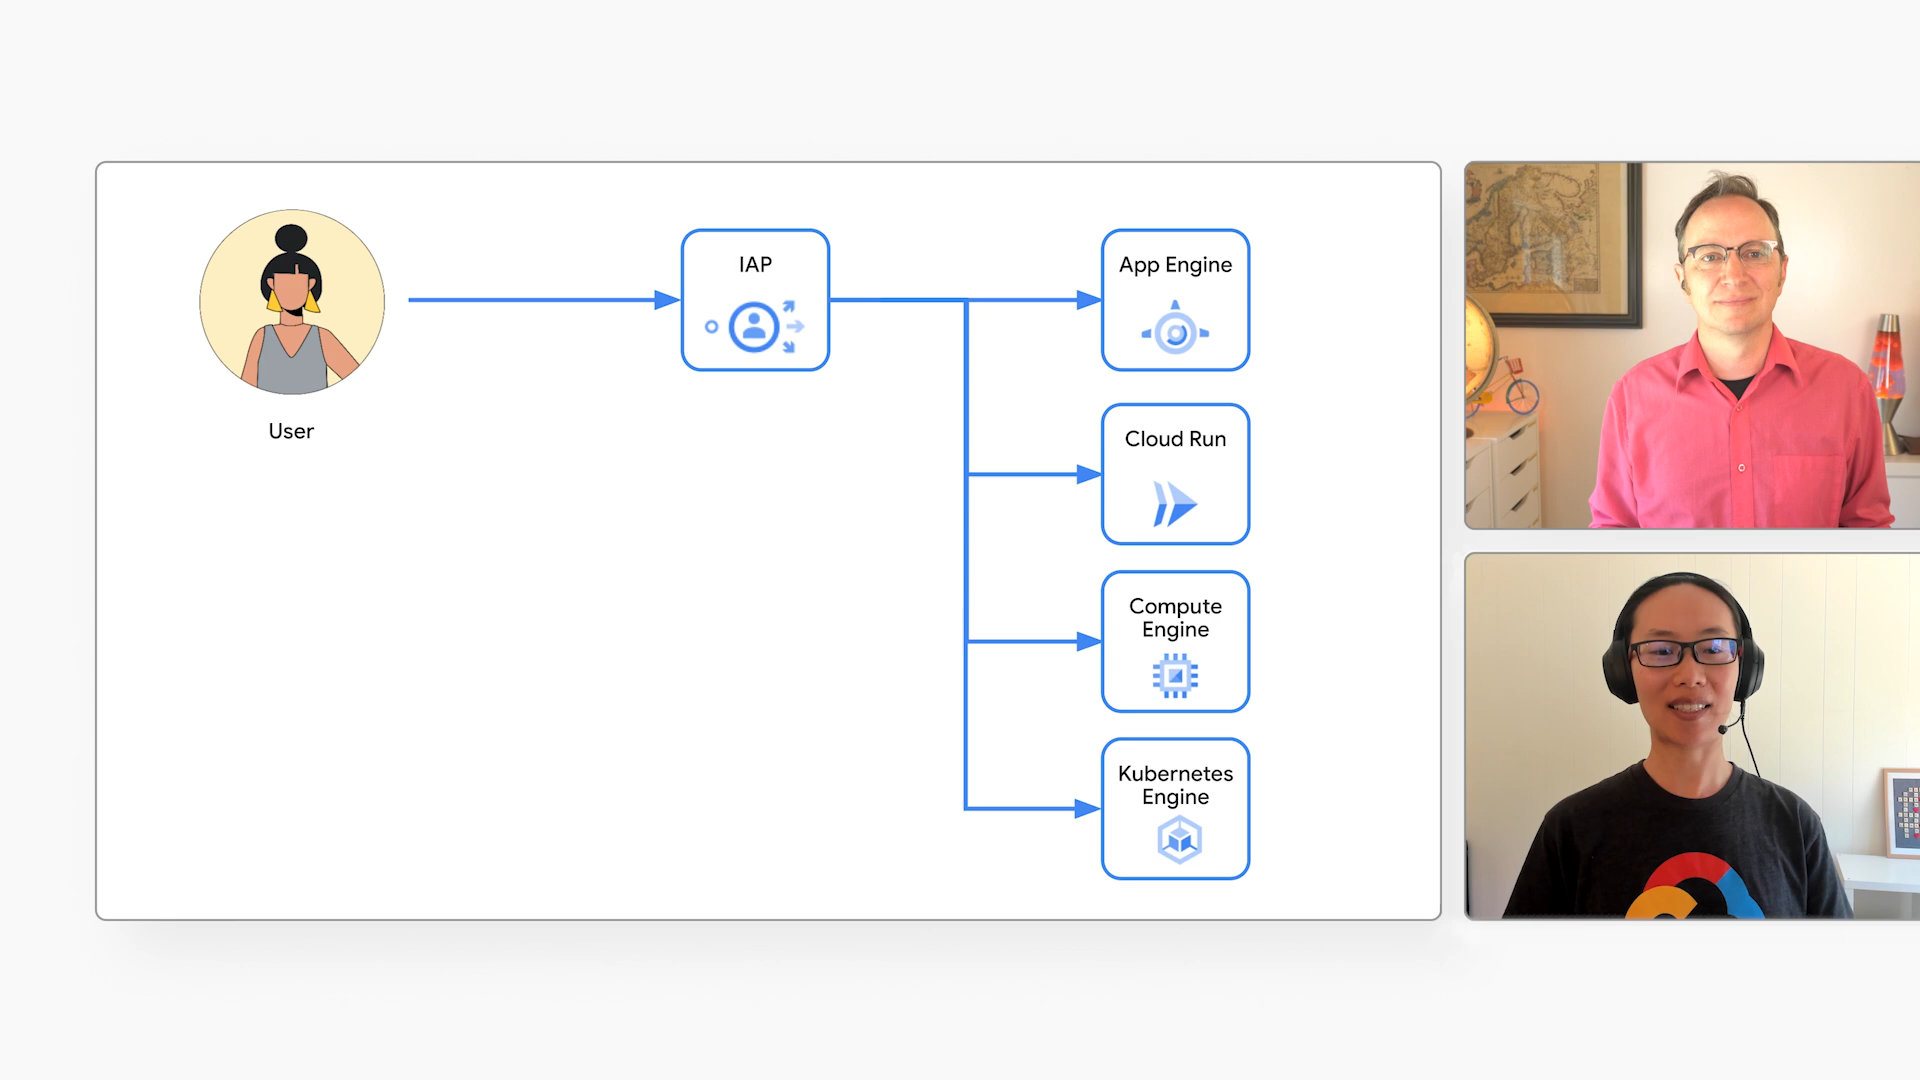 User
IAP
App Engine
Cloud Run
Compute
Engine
Kubernetes
Engine